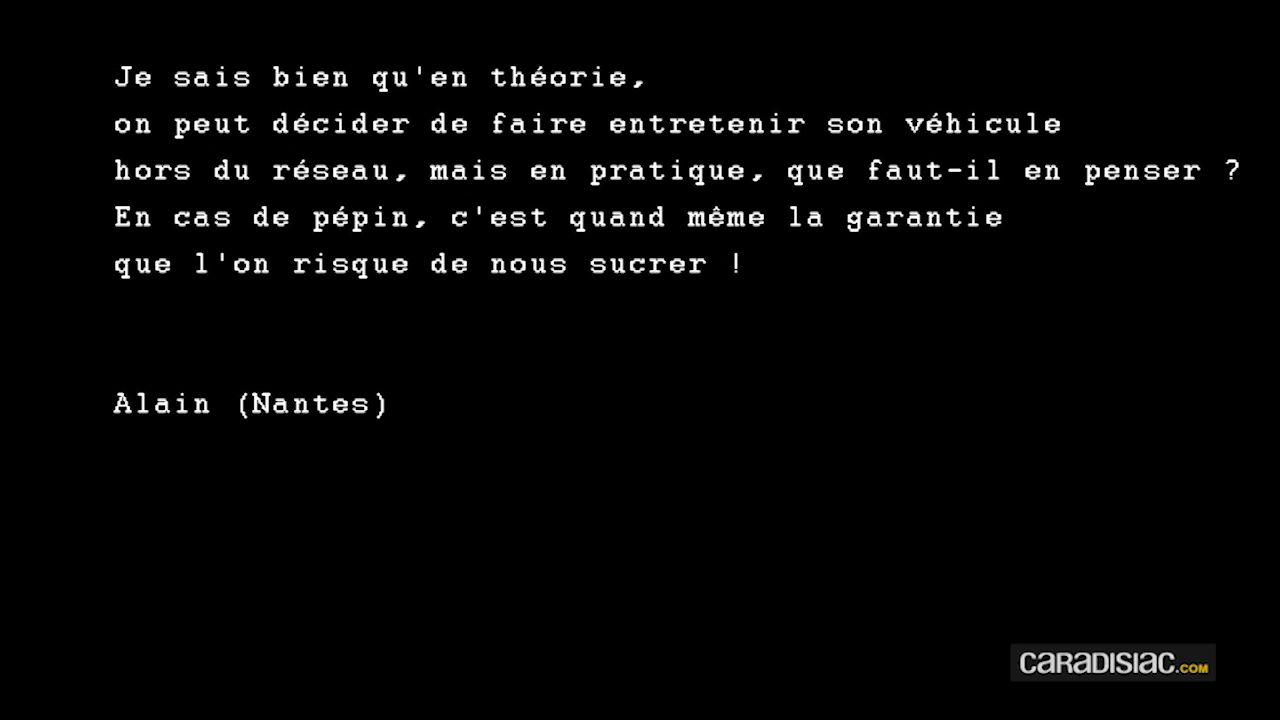 Je sais bien qu'en théorie,
on peut décider de faire entretenir son véhicule
hors du réseau, mais en pratique, que faut-il en penser ?
En cas de pépin, c'est quand même la garantie
que l'on risque de nous sucrer !
Alain (Nantes)
CARADISIAC.COM